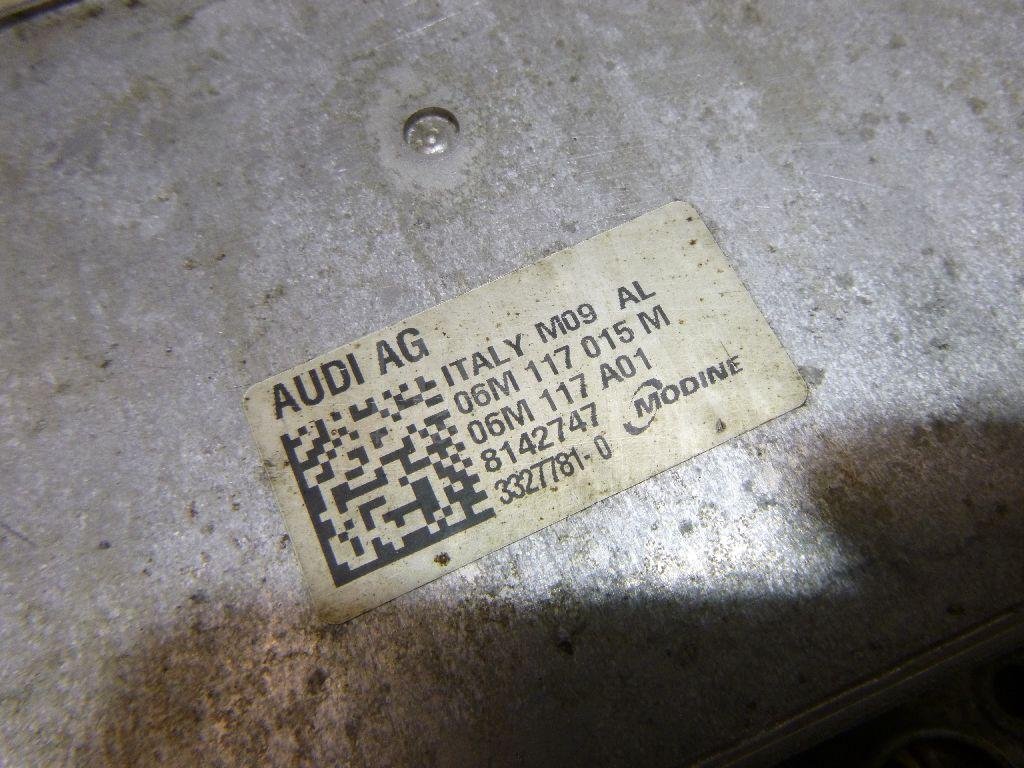 AUDI AG
ITALY M09 AL
06M 117 015 M
06M 117 A01
8142747
3327781-0
MODINE